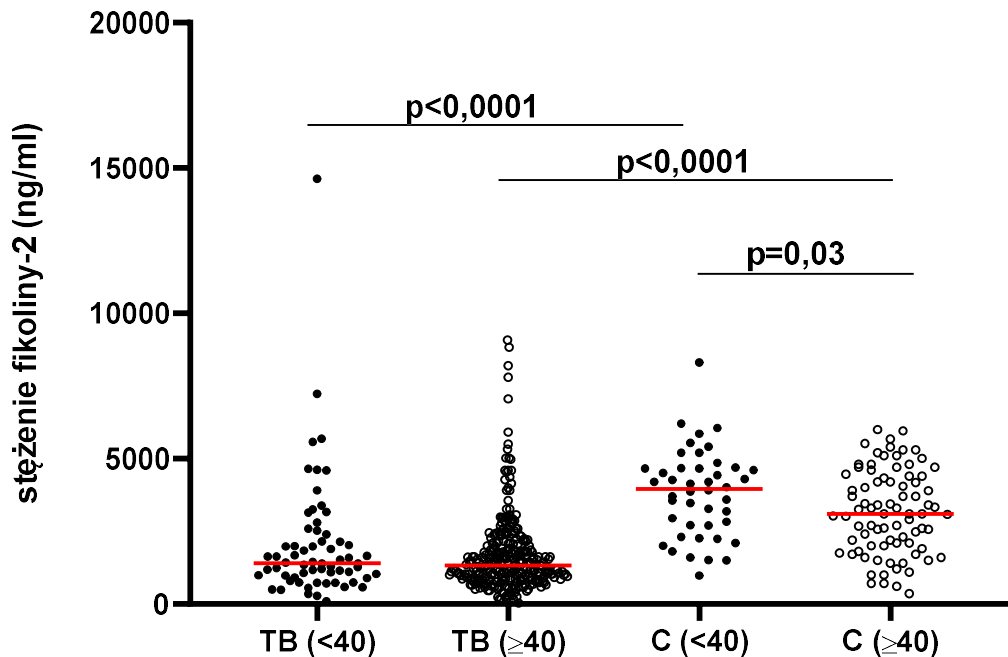 20000
15000
10000
5000
0
stężenie fikoliny-2 (ng/ml)
p<0,0001
p<0,0001
p=0,03
TB (<40)
TB (≥40)
C (<40)
C (≥40)